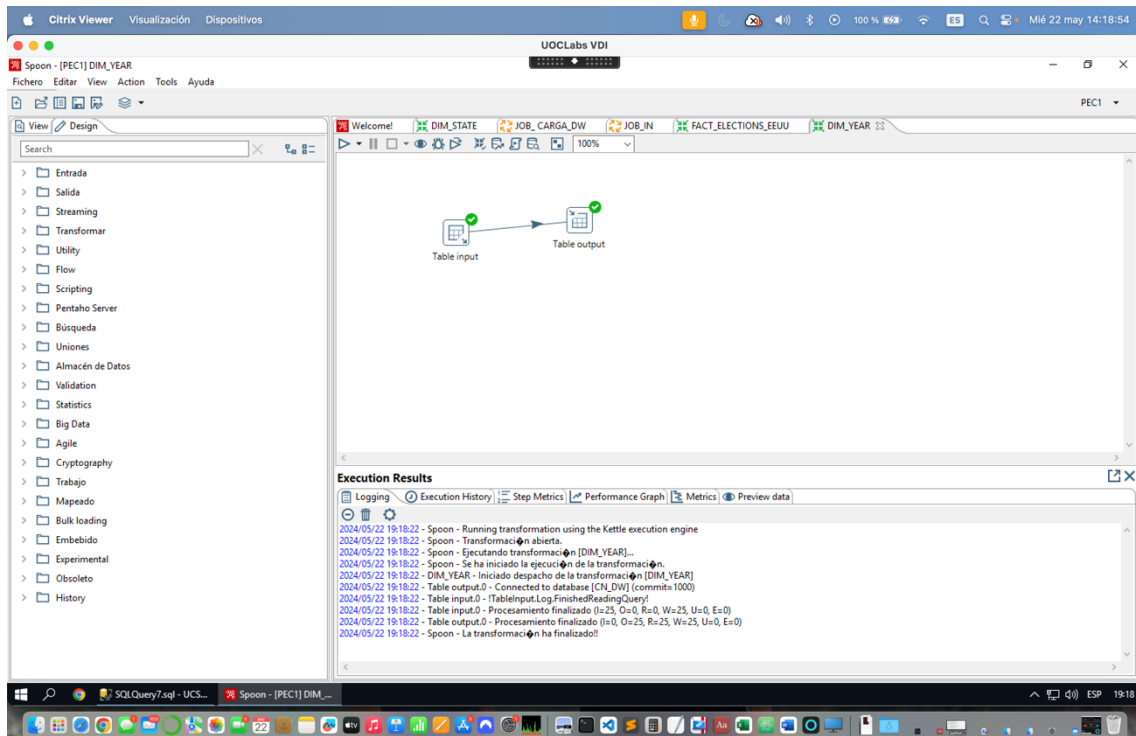 Citrix Viewer Visualización Dispositivos 100 % ES Mié 22 may 14:18:54
UOCLabs VDI
Spoon - [PEC1] DIM_YEAR
Fichero Editar View Action Tools Ayuda
PEC1
View Design
Welcome! DIM_STATE JOB_ CARGA_DW JOB_IN FACT_ELECTIONS_EEUU DIM_YEAR
Search
100%
Entrada
Salida
Streaming
Transformar
Utility
Flow
Scripting
Pentaho Server
Búsqueda
Uniones
Almacén de Datos
Validation
Statistics
Big Data
Agile
Cryptography
Trabajo
Mapeado
Bulk loading
Embebido
Experimental
Obsoleto
History
Table input
Table output
Execution Results
Logging Execution History Step Metrics Performance Graph Metrics Preview data
2024/05/22 19:18:22 - Spoon - Running transformation using the Kettle execution engine
2024/05/22 19:18:22 - Spoon - Transformaci�n abierta.
2024/05/22 19:18:22 - Spoon - Ejecutando transformaci�n [DIM_YEAR]...
2024/05/22 19:18:22 - Spoon - Se ha iniciado la ejecuci�n de la transformaci�n.
2024/05/22 19:18:22 - DIM_YEAR - Iniciado despacho de la transformaci�n [DIM_YEAR]
2024/05/22 19:18:22 - Table output.0 - Connected to database [CN_DW] (commit=1000)
2024/05/22 19:18:22 - Table input.0 - !TableInput.Log.FinishedReadingQuery!
2024/05/22 19:18:22 - Table input.0 - Procesamiento finalizado (I=25, O=0, R=0, W=25, U=0, E=0)
2024/05/22 19:18:22 - Table output.0 - Procesamiento finalizado (I=0, O=25, R=25, W=25, U=0, E=0)
2024/05/22 19:18:22 - Spoon - La transformaci�n ha finalizado!!
SQLQuery7.sql - UCS... Spoon - [PEC1] DIM_... ESP 19:18
22